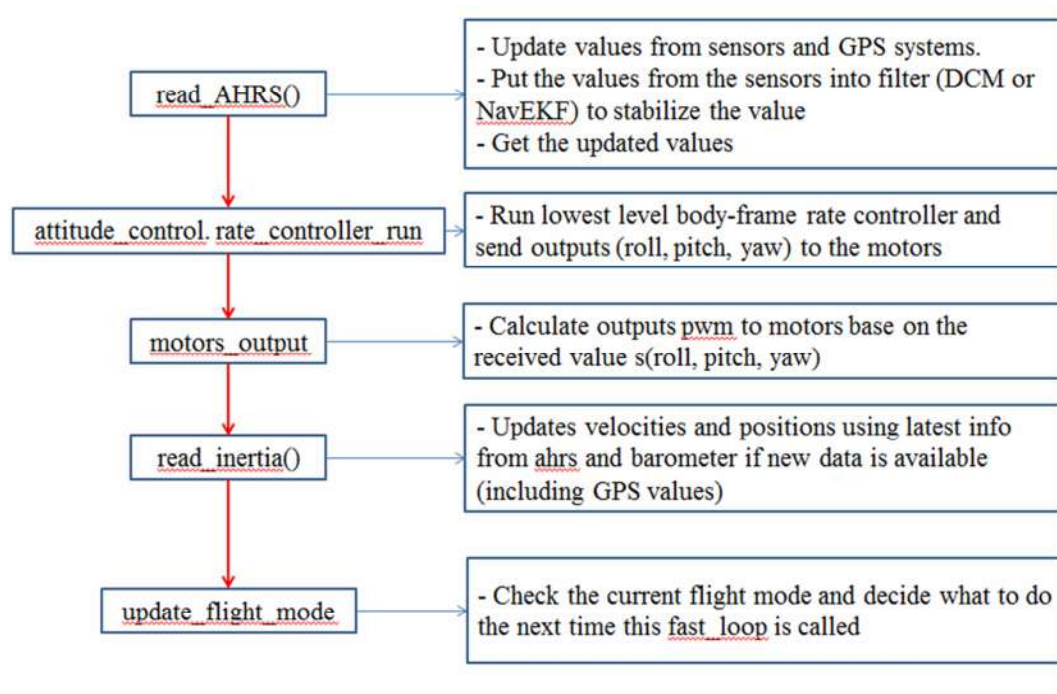 read_AHRS()
- Update values from sensors and GPS systems.
- Put the values from the sensors into filter (DCM or
NavEKF) to stabilize the value
- Get the updated values
attitude_control. rate_controller_run
- Run lowest level body-frame rate controller and
send outputs (roll, pitch, yaw) to the motors
motors_output
- Calculate outputs pwm to motors base on the
received value s(roll, pitch, yaw)
read_inertia()
- Updates velocities and positions using latest info
from ahrs and barometer if new data is available
(including GPS values)
update_flight_mode
- Check the current flight mode and decide what to do
the next time this fast_loop is called